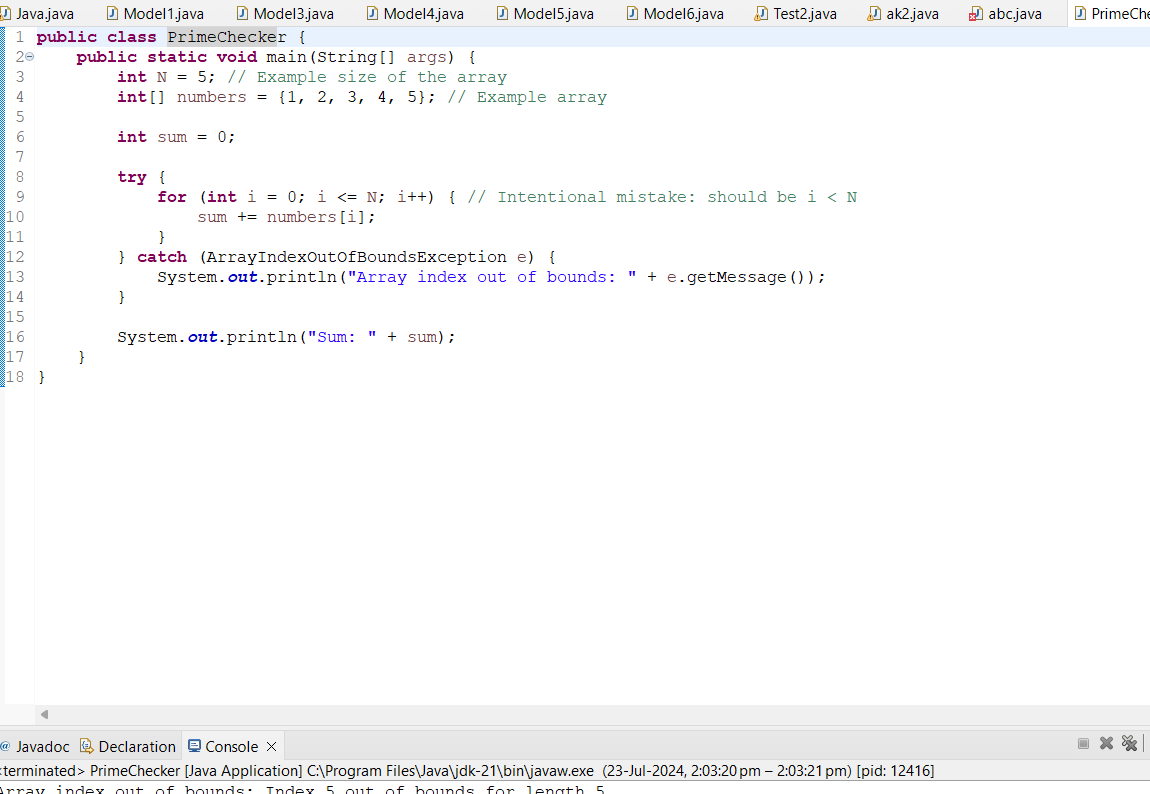 Java.java Model1.java Model3.java Model4.java Model5.java Model6.java Test2.java ak2.java abc.java PrimeChe
1 public class PrimeChecker {
2 public static void main(String[] args) {
3 int N = 5; // Example size of the array
4 int[] numbers = {1, 2, 3, 4, 5}; // Example array
5
6 int sum = 0;
7
8 try {
9 for (int i = 0; i <= N; i++) { // Intentional mistake: should be i < N
10 sum += numbers[i];
11 }
12 } catch (ArrayIndexOutOfBoundsException e) {
13 System.out.println("Array index out of bounds: " + e.getMessage());
14 }
15
16 System.out.println("Sum: " + sum);
17 }
18 }
@ Javadoc Declaration Console
<terminated> PrimeChecker [Java Application] C:\Program Files\Java\jdk-21\bin\javaw.exe (23-Jul-2024, 2:03:20 pm – 2:03:21 pm) [pid: 12416]
Array index out of bounds: Index 5 out of bounds for length 5